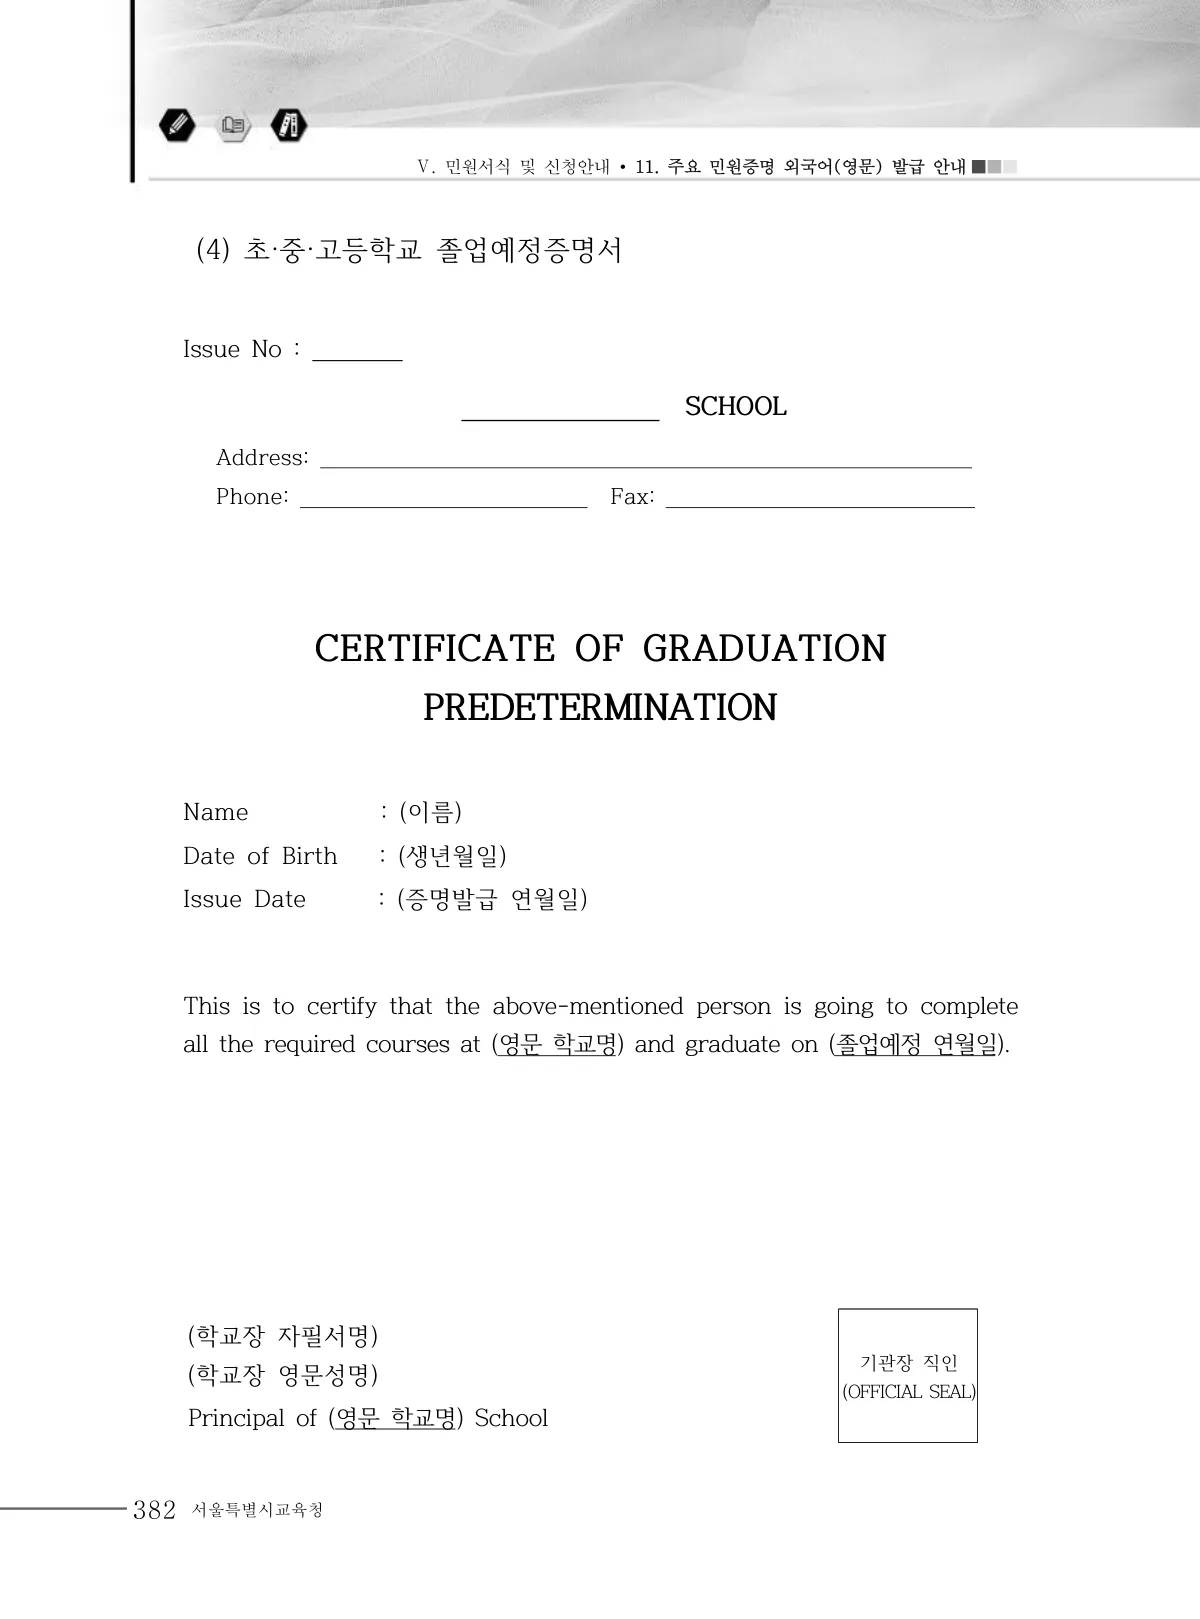 Ⅴ. 민원서식 및 신청안내 • 11. 주요 민원증명 외국어(영문) 발급 안내
(4) 초·중·고등학교 졸업예정증명서
Issue No :
SCHOOL
Address:
Phone: Fax:
CERTIFICATE OF GRADUATION
PREDETERMINATION
Name : (이름)
Date of Birth : (생년월일)
Issue Date : (증명발급 연월일)
This is to certify that the above-mentioned person is going to complete
all the required courses at (영문 학교명) and graduate on (졸업예정 연월일).
(학교장 자필서명)
(학교장 영문성명)
Principal of (영문 학교명) School
기관장 직인
(OFFICIAL SEAL)
382 서울특별시교육청